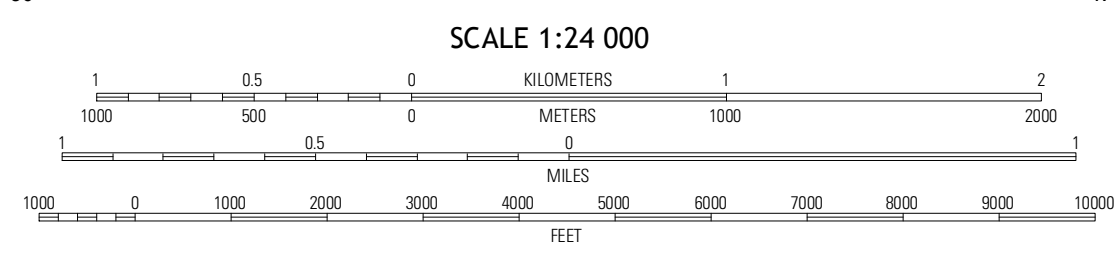 SCALE 1:24 000
1 0.5 0 KILOMETERS 1 2
1000 500 0 METERS 1000 2000
1 0.5 0 1
MILES
1000 0 1000 2000 3000 4000 5000 6000 7000 8000 9000 10000
FEET